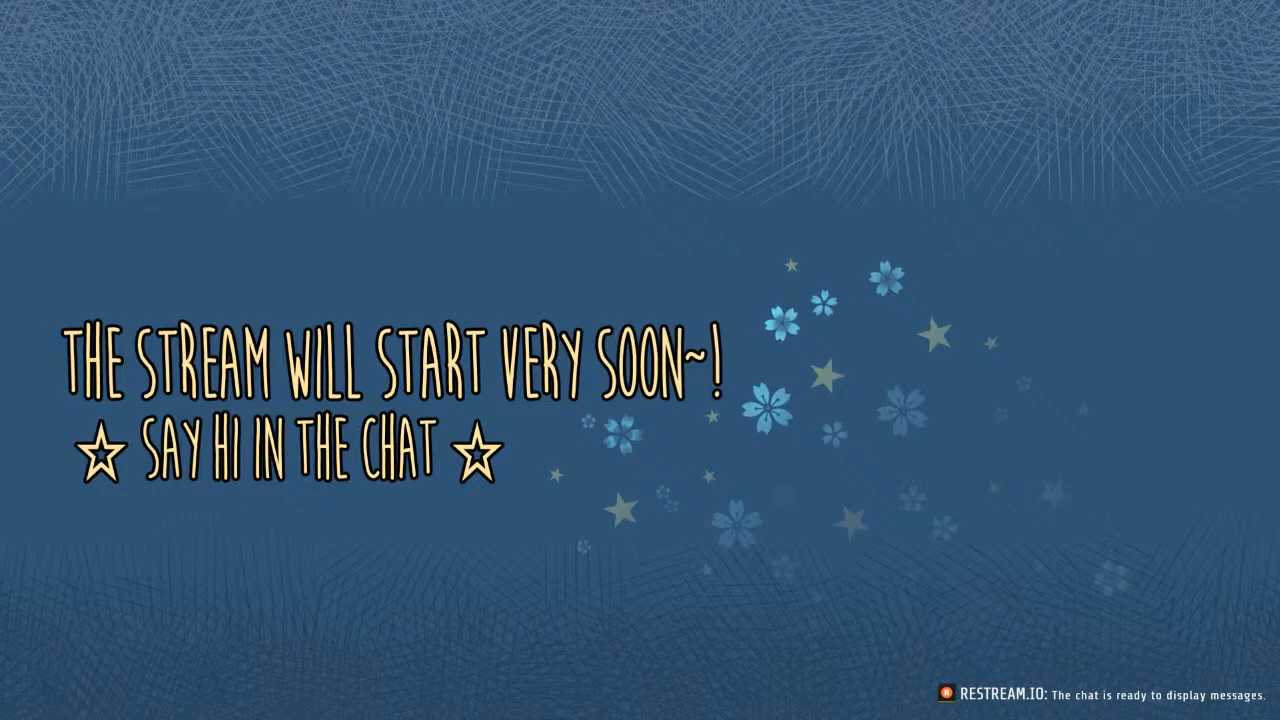 THE STREAM WILL START VERY SOON~!
☆ SAY HI IN THE CHAT ☆
RESTREAM.IO: The chat is ready to display messages.